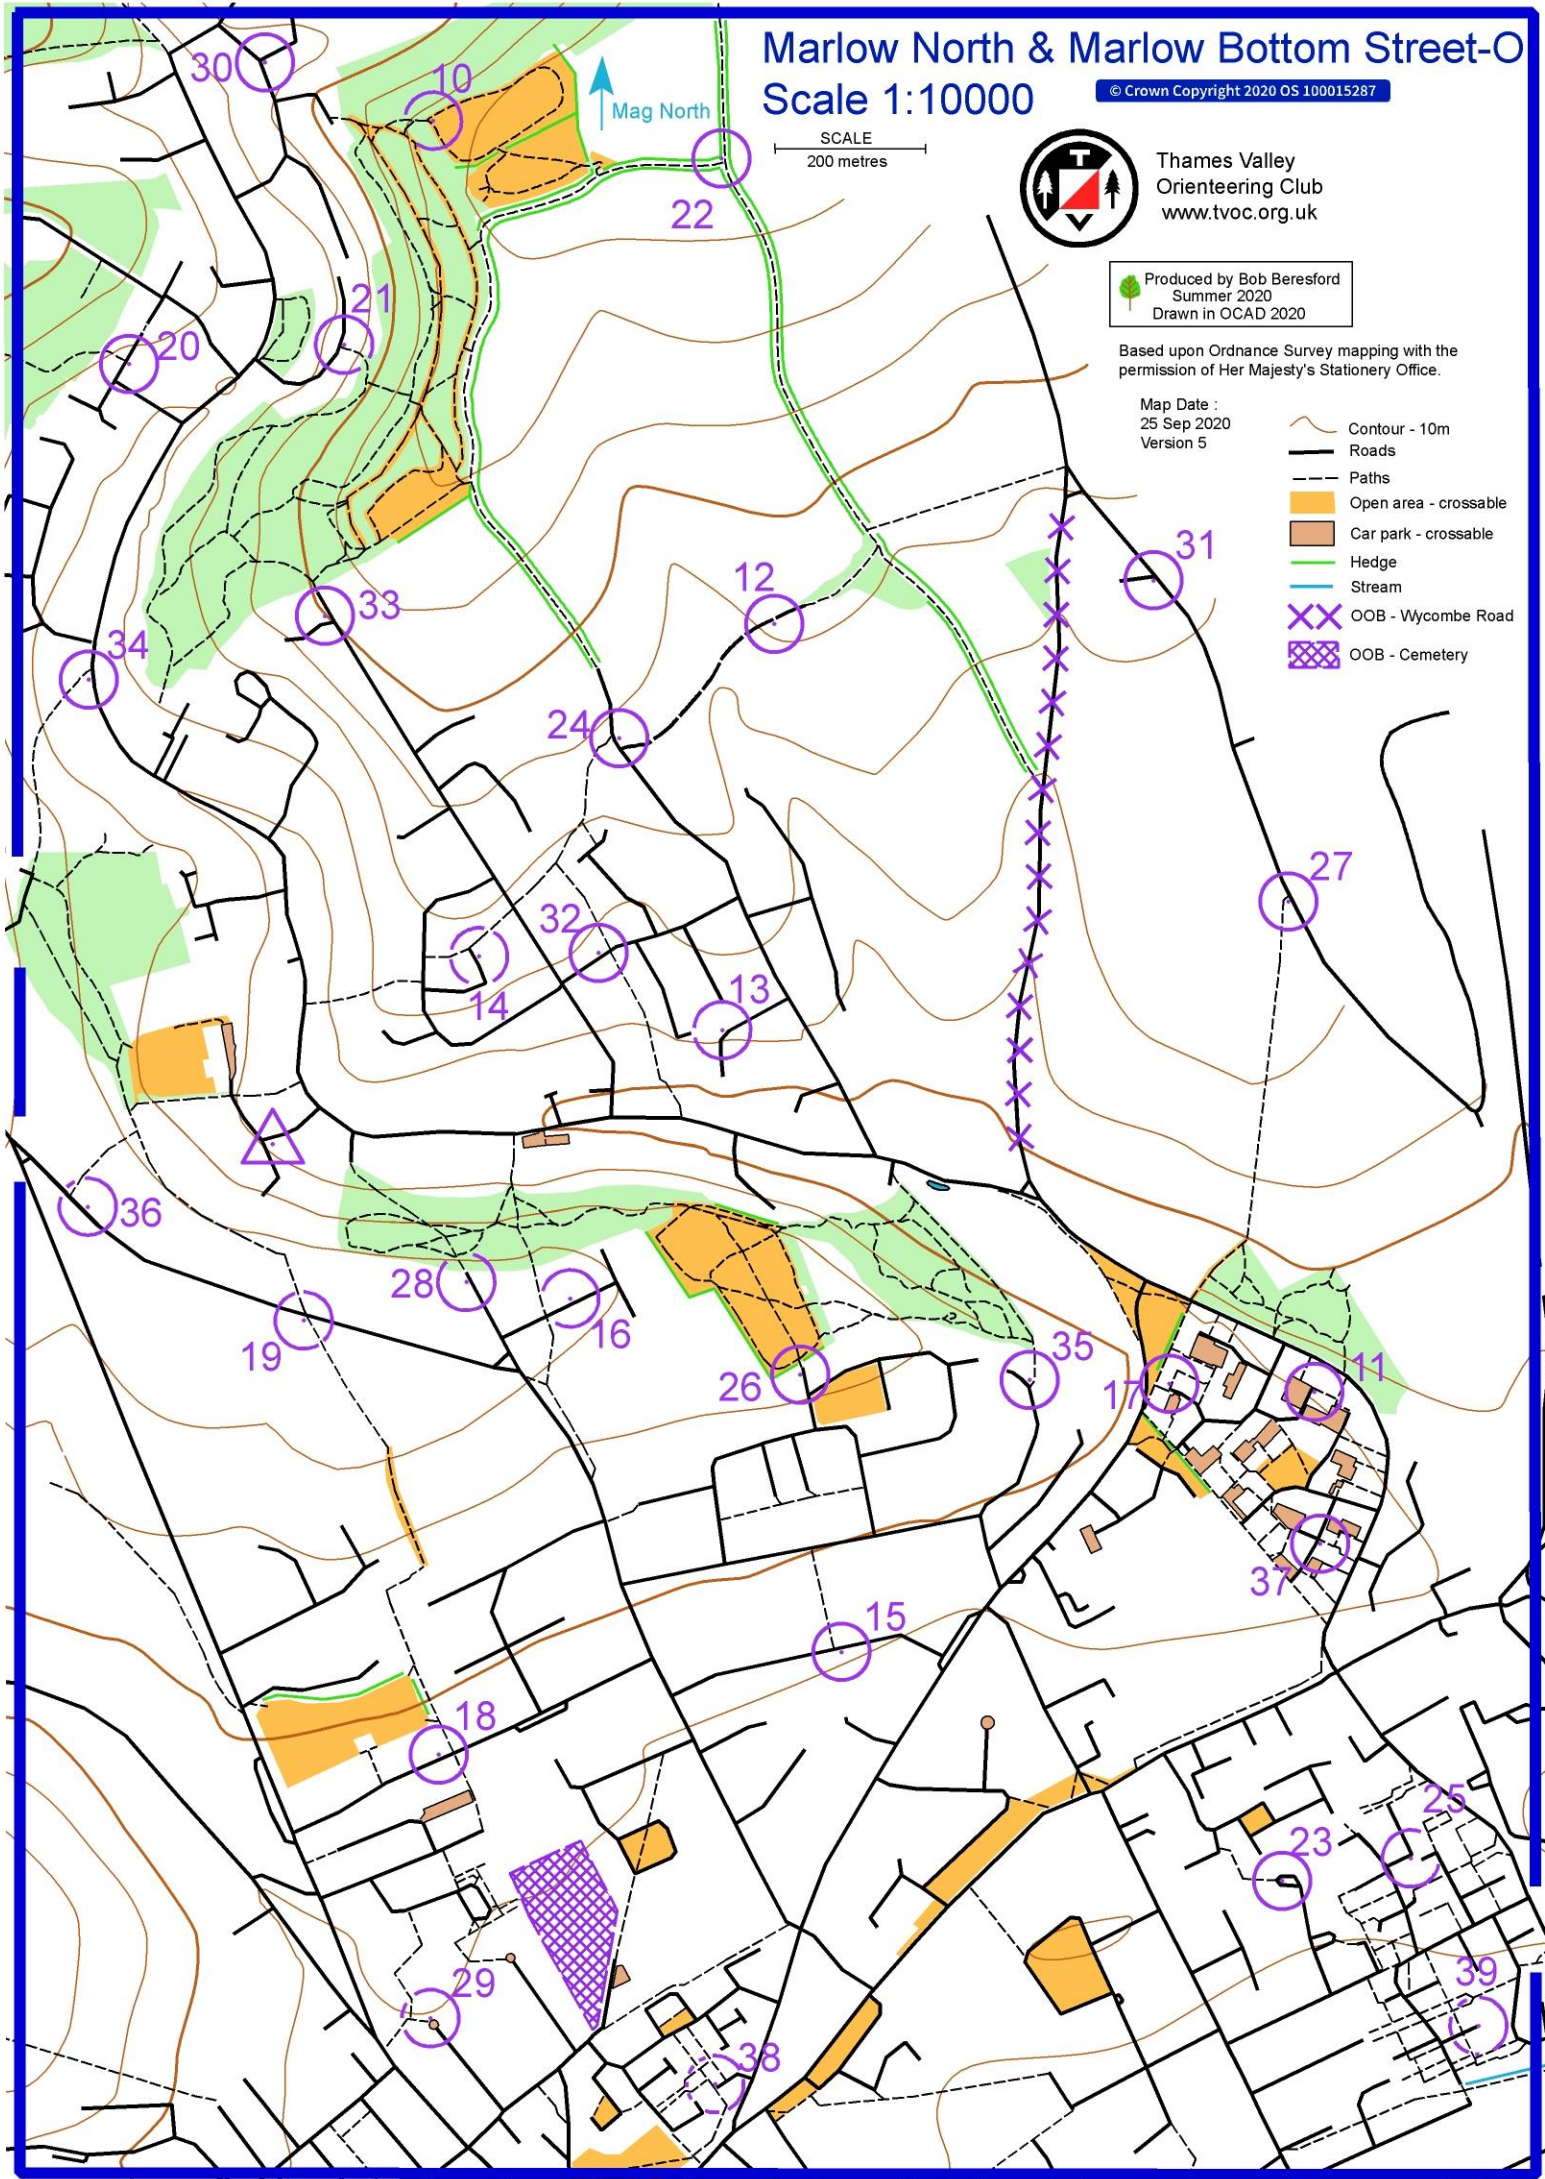 Marlow North & Marlow Bottom Street-O
Scale 1:10000
© Crown Copyright 2020 OS 100015287
Mag North
SCALE
200 metres
T
V
Thames Valley
Orienteering Club
www.tvoc.org.uk
Produced by Bob Beresford
Summer 2020
Drawn in OCAD 2020
Based upon Ordnance Survey mapping with the
permission of Her Majesty's Stationery Office.
Map Date :
25 Sep 2020
Version 5
Contour - 10m
Roads
Paths
Open area - crossable
Car park - crossable
Hedge
Stream
OOB - Wycombe Road
OOB - Cemetery
30
10
22
21
20
31
12
33
34
24
27
32
14
13
36
28
16
19
26
35
17
11
37
15
18
25
23
29
39
38